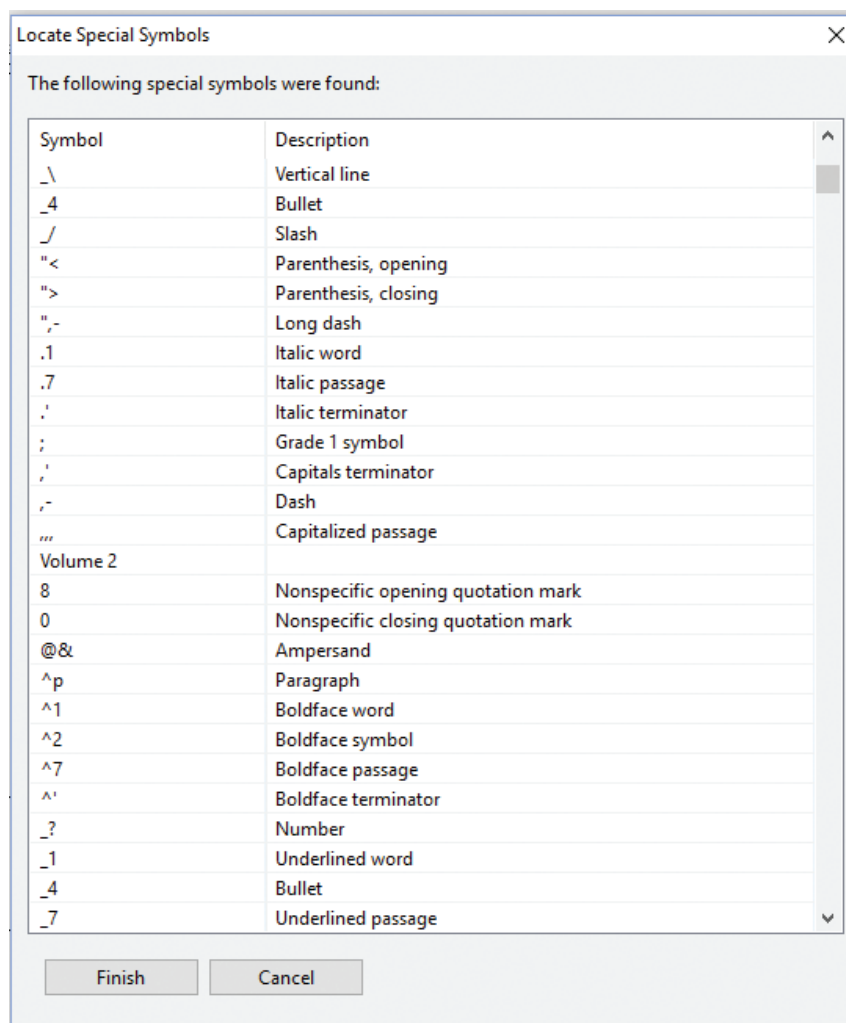 Locate Special Symbols
The following special symbols were found:
Symbol Description
_\ Vertical line
_4 Bullet
_/ Slash
"< Parenthesis, opening
"> Parenthesis, closing
",- Long dash
.1 Italic word
.7 Italic passage
.' Italic terminator
; Grade 1 symbol
,' Capitals terminator
,- Dash
,,, Capitalized passage
Volume 2
8 Nonspecific opening quotation mark
0 Nonspecific closing quotation mark
@& Ampersand
^p Paragraph
^1 Boldface word
^2 Boldface symbol
^7 Boldface passage
^' Boldface terminator
_? Number
_1 Underlined word
_4 Bullet
_7 Underlined passage
Finish Cancel